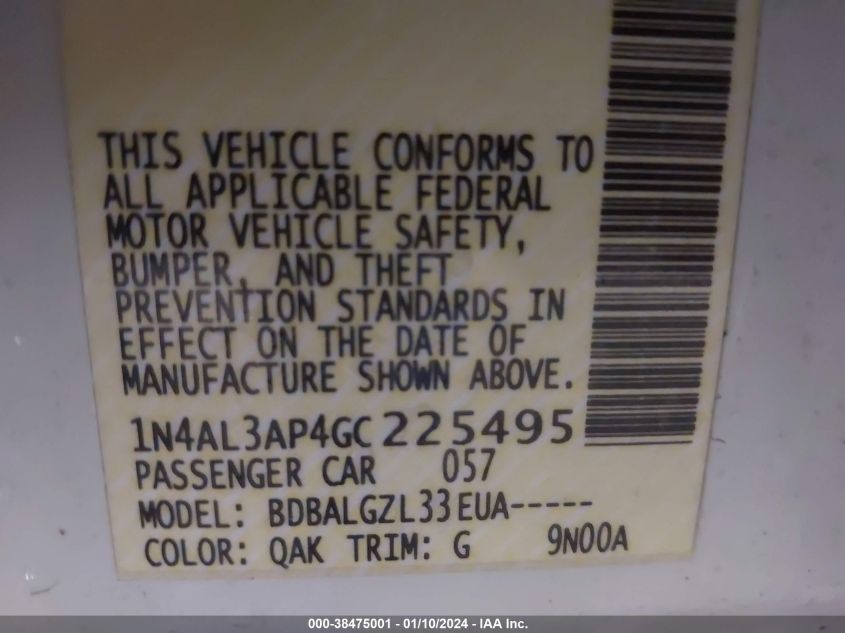 THIS VEHICLE CONFORMS TO
ALL APPLICABLE FEDERAL
MOTOR VEHICLE SAFETY,
BUMPER, AND THEFT
PREVENTION STANDARDS IN
EFFECT ON THE DATE OF
MANUFACTURE SHOWN ABOVE.
1N4AL3AP4GC225495
PASSENGER CAR 057
MODEL: BDBALGZL33EUA-----
COLOR: QAK TRIM: G 9N00A
000-38475001 - 01/10/2024 - IAA Inc.